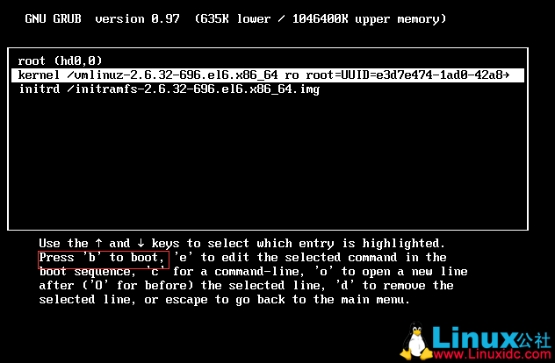 GNU GRUB version 0.97 (635K lower / 1046400K upper memory)
root (hd0,0)
kernel /vmlinuz-2.6.32-696.el6.x86_64 ro root=UUID=e3d7e474-1ad0-42a8→
initrd /initramfs-2.6.32-696.el6.x86_64.img
Use the ↑ and ↓ keys to select which entry is highlighted.
Press 'b' to boot, 'e' to edit the selected command in the
boot sequence, 'c' for a command-line, 'o' to open a new line
after ('O' for before) the selected line, 'd' to remove the
selected line, or escape to go back to the main menu.
Linux公社
www.Linuxidc.com